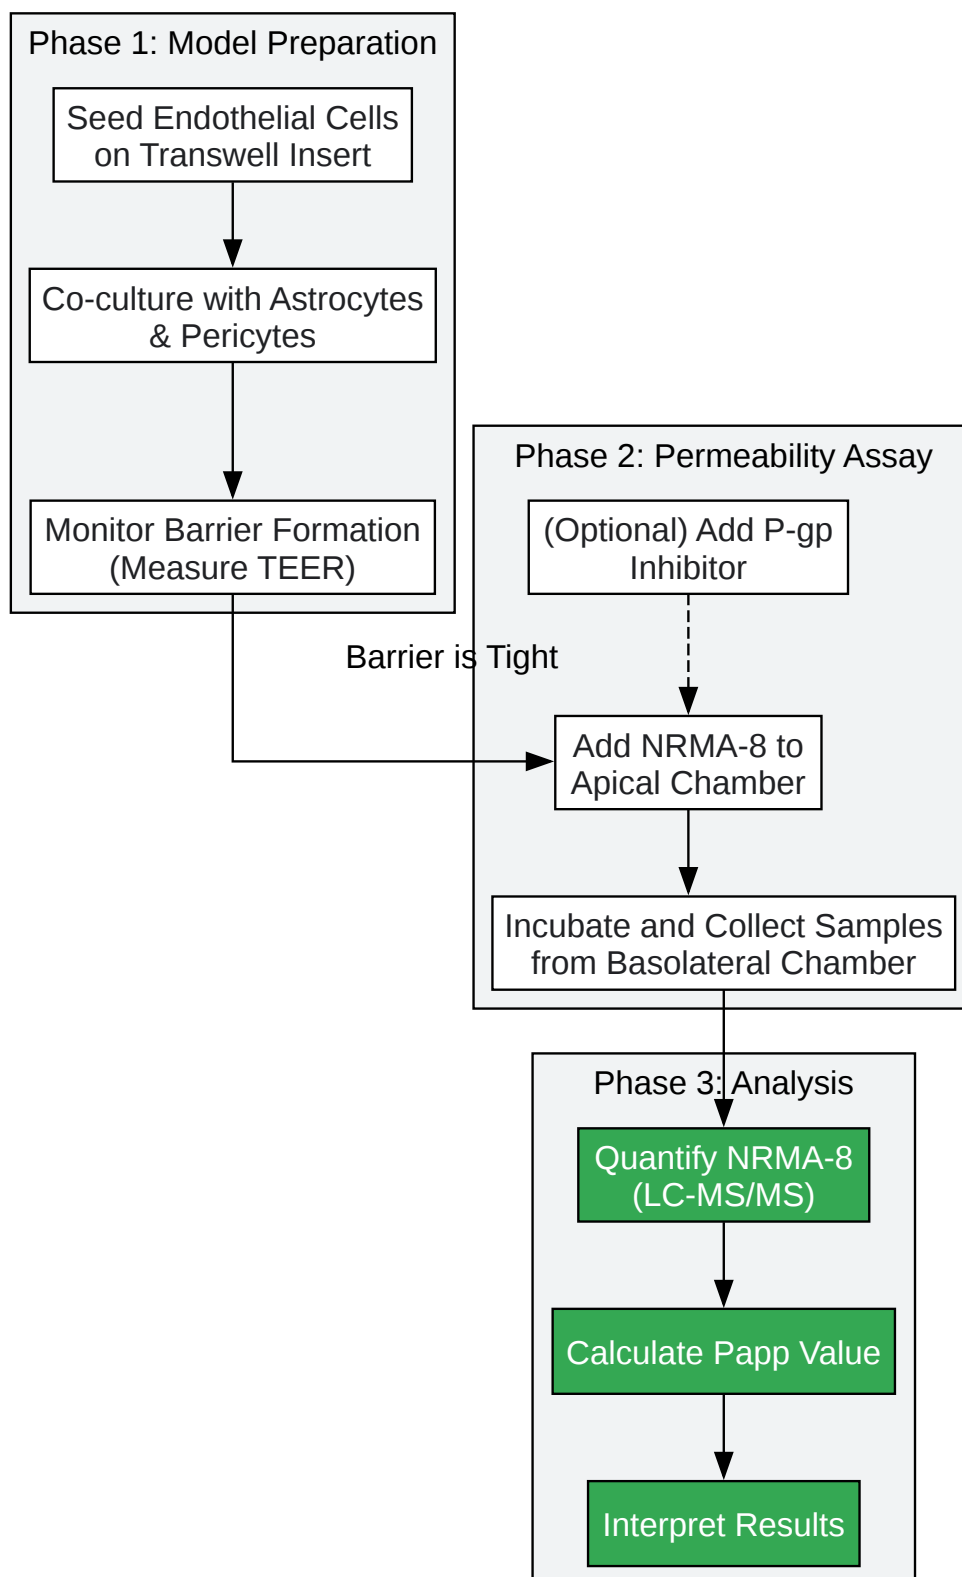 Phase 1: Model Preparation
Seed Endothelial Cells
on Transwell Insert
Co-culture with Astrocytes
& Pericytes
Monitor Barrier Formation
(Measure TEER)
Barrier is Tight
Phase 2: Permeability Assay
(Optional) Add P-gp
Inhibitor
Add NRMA-8 to
Apical Chamber
Incubate and Collect Samples
from Basolateral Chamber
Phase 3: Analysis
Quantify NRMA-8
(LC-MS/MS)
Calculate Papp Value
Interpret Results